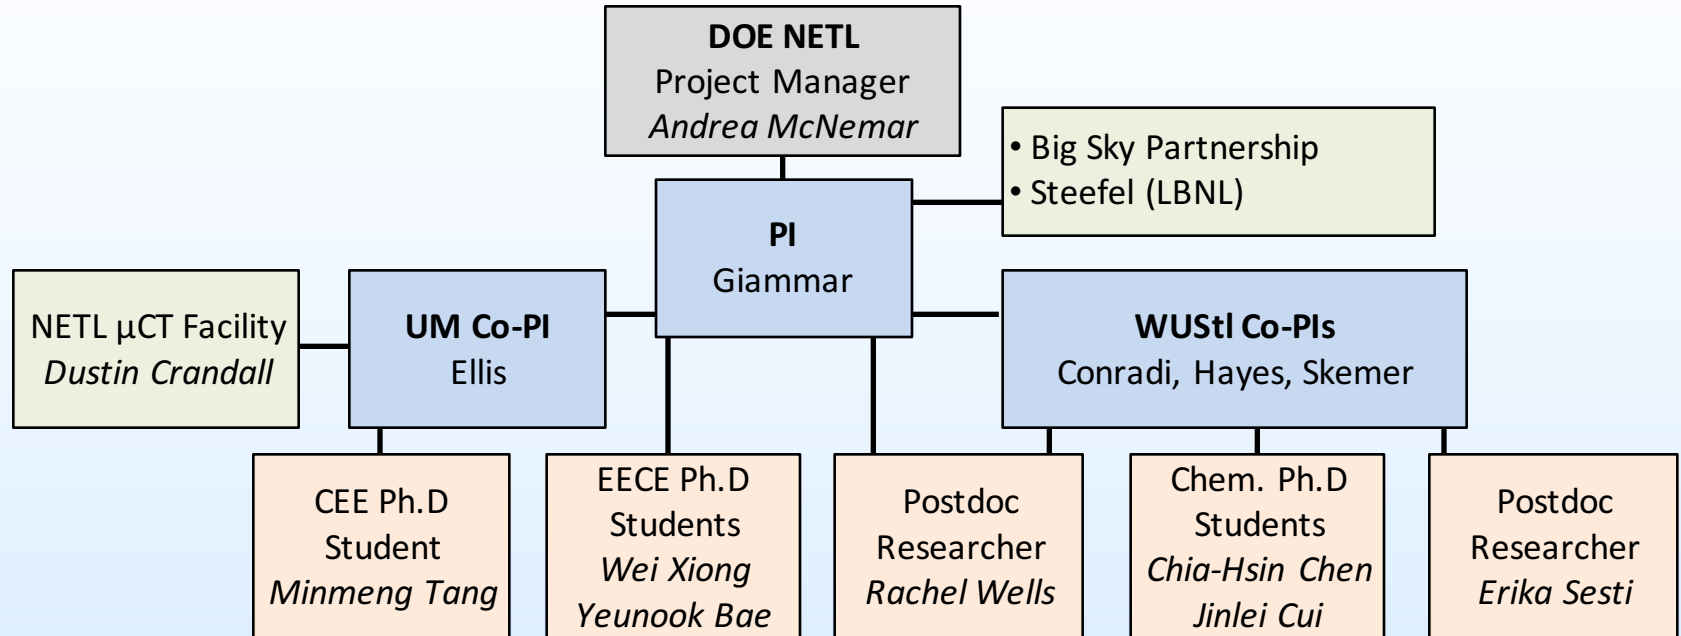 DOE NETL
Project Manager
Andrea McNemar
• Big Sky Partnership
• Steefel (LBNL)
PI
Giammar
NETL µCT Facility
Dustin Crandall
UM Co-PI
Ellis
WUStl Co-PIs
Conradi, Hayes, Skemer
CEE Ph.D
Student
Minmeng Tang
EECE Ph.D
Students
Wei Xiong
Yeunook Bae
Postdoc
Researcher
Rachel Wells
Chem. Ph.D
Students
Chia-Hsin Chen
Jinlei Cui
Postdoc
Researcher
Erika Sesti